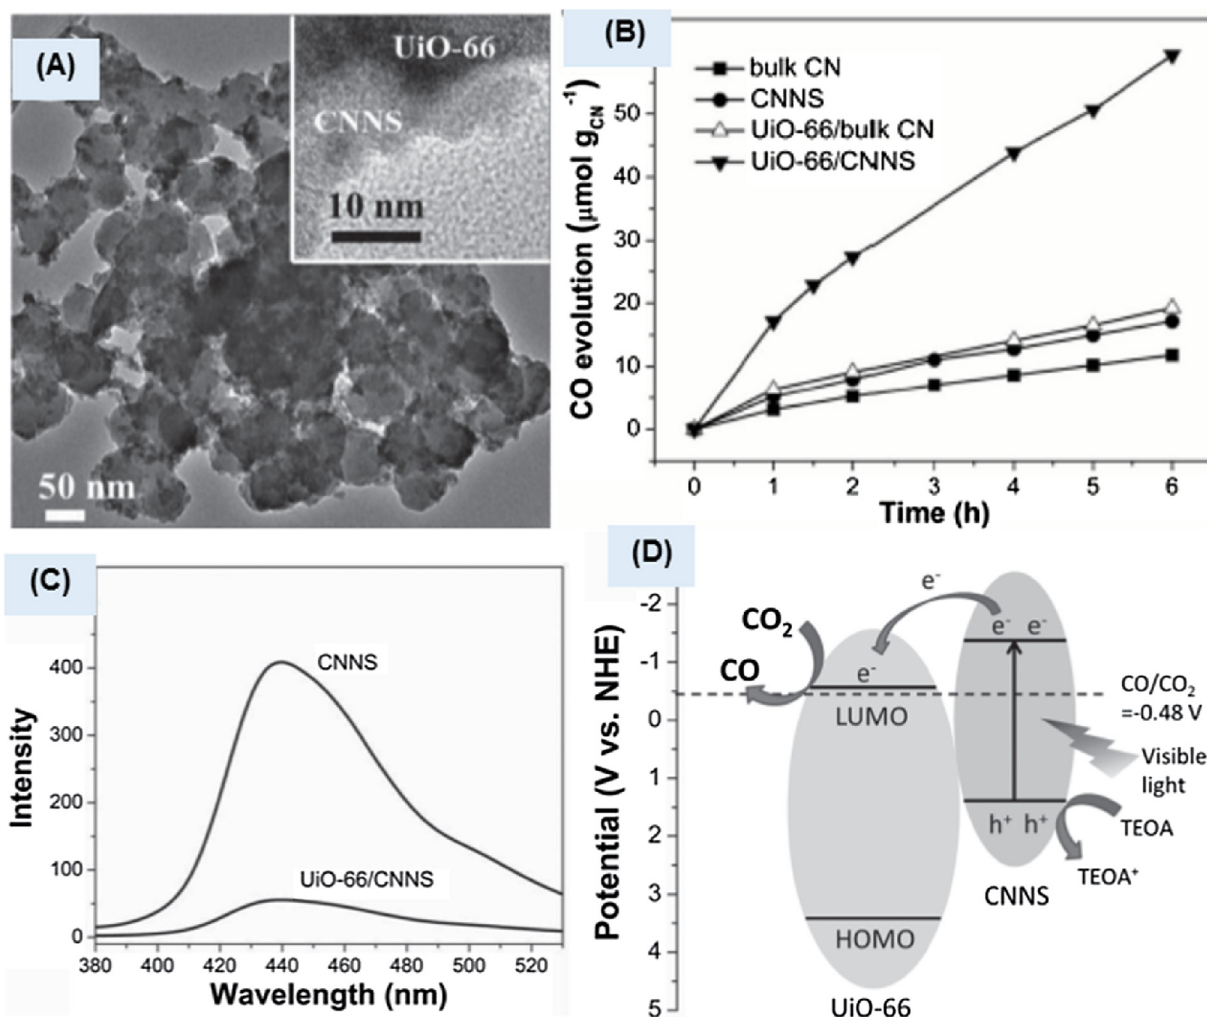 (A)
UiO-66
CNNS
10 nm
50 nm
(B)
bulk CN
CNNS
UiO-66/bulk CN
UiO-66/CNNS
CO evolution (μmol g_CN^-1)
50
40
30
20
10
0
0 1 2 3 4 5 6
Time (h)
(C)
CNNS
UiO-66/CNNS
Intensity
400
300
200
100
0
380 400 420 440 460 480 500 520
Wavelength (nm)
(D)
Potential (V vs. NHE)
-2
-1
0
1
2
3
4
5
e-
e- e-
CO2
CO
e-
LUMO
CO/CO2
=-0.48 V
Visible
light
h+ h+
TEOA
TEOA+
CNNS
HOMO
UiO-66